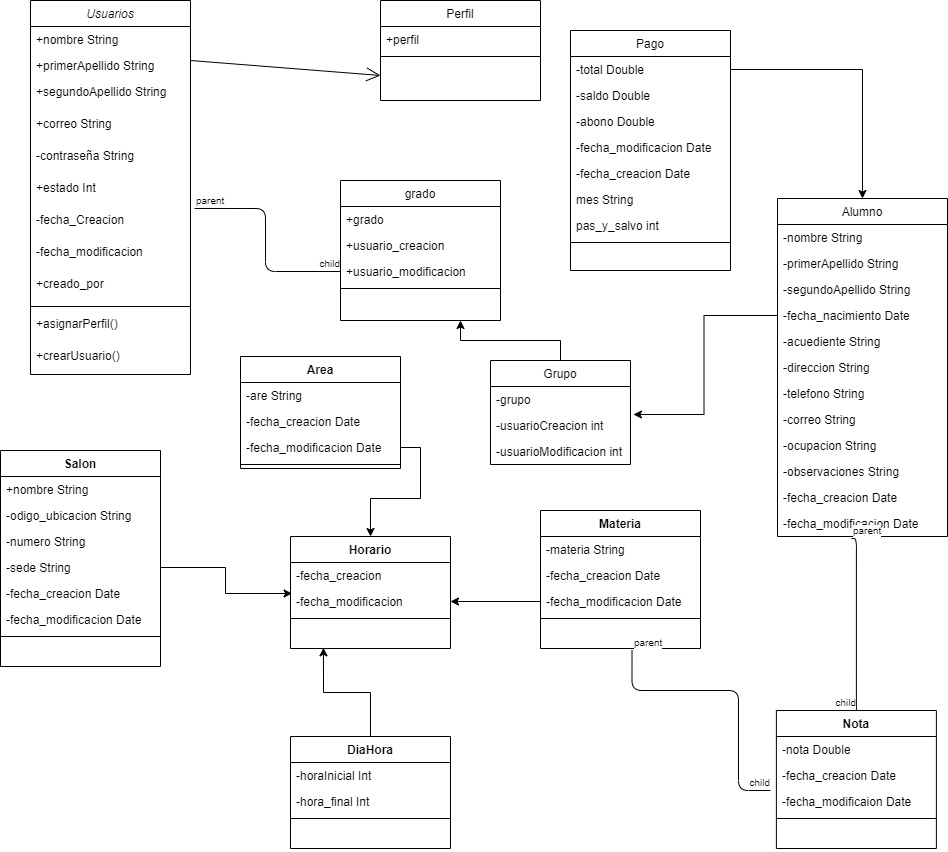 Usuarios
+nombre String
+primerApellido String
+segundoApellido String
+correo String
-contraseña String
+estado Int
-fecha_Creacion
-fecha_modificacion
+creado_por
+asignarPerfil()
+crearUsuario()
Perfil
+perfil
Pago
-total Double
-saldo Double
-abono Double
-fecha_modificacion Date
-fecha_creacion Date
mes String
pas_y_salvo int
parent
child
grado
+grado
+usuario_creacion
+usuario_modificacion
Alumno
-nombre String
-primerApellido String
-segundoApellido String
-fecha_nacimiento Date
-acuediente String
-direccion String
-telefono String
-correo String
-ocupacion String
-observaciones String
-fecha_creacion Date
-fecha_modificacion Date
parent
child
Area
-are String
-fecha_creacion Date
-fecha_modificacion Date
Grupo
-grupo
-usuarioCreacion int
-usuarioModificacion int
Salon
+nombre String
-odigo_ubicacion String
-numero String
-sede String
-fecha_creacion Date
-fecha_modificacion Date
Horario
-fecha_creacion
-fecha_modificacion
Materia
-materia String
-fecha_creacion Date
-fecha_modificacion Date
parent
child
DiaHora
-horaInicial Int
-hora_final Int
Nota
-nota Double
-fecha_creacion Date
-fecha_modificaion Date